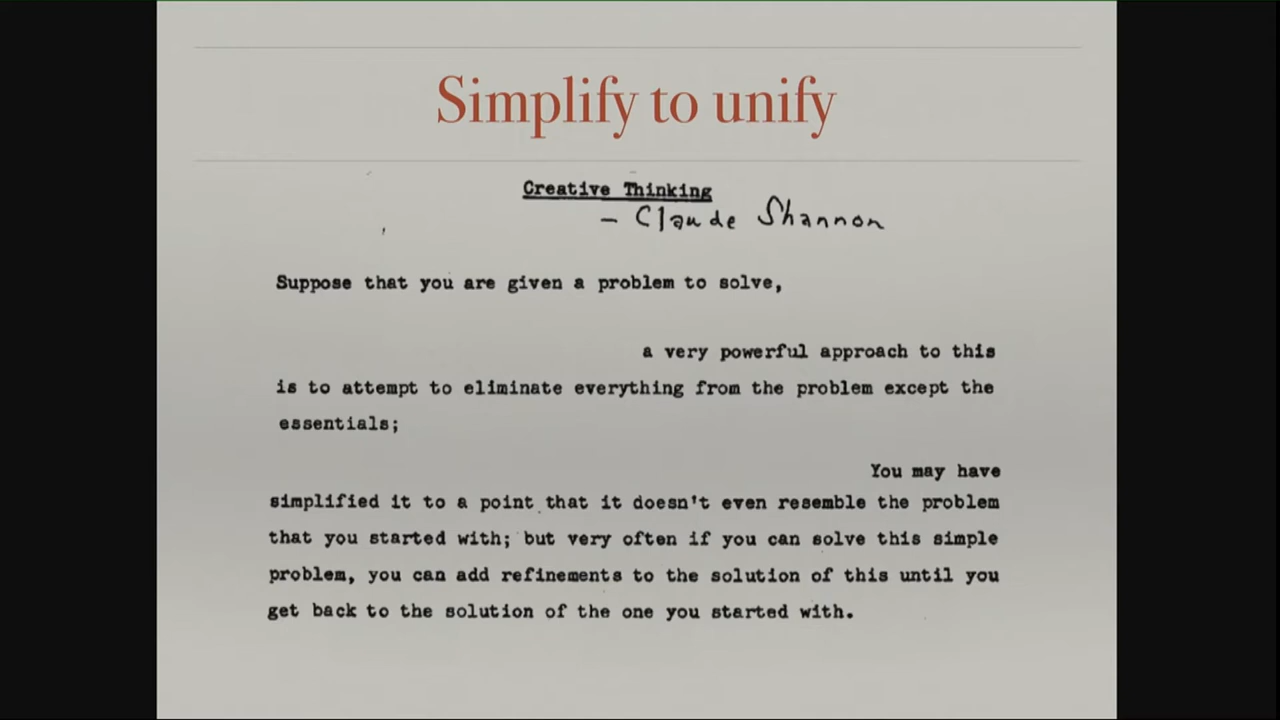 Simplify to unify
Creative Thinking
– Claude Shannon
Suppose that you are given a problem to solve,
a very powerful approach to this
is to attempt to eliminate everything from the problem except the
essentials;
You may have
simplified it to a point that it doesn't even resemble the problem
that you started with; but very often if you can solve this simple
problem, you can add refinements to the solution of this until you
get back to the solution of the one you started with.